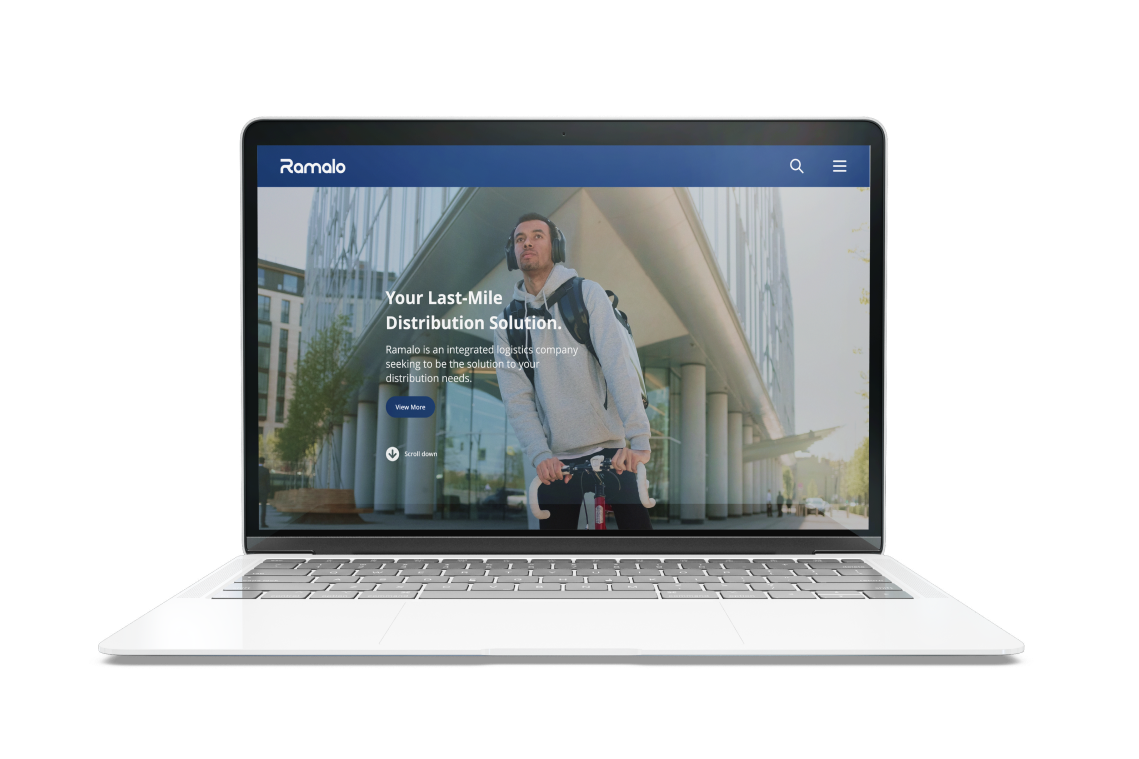 Ramalo
Your Last-Mile
Distribution Solution.
Ramalo is an integrated logistics company
seeking to be the solution to your
distribution needs.
View More
Scroll down